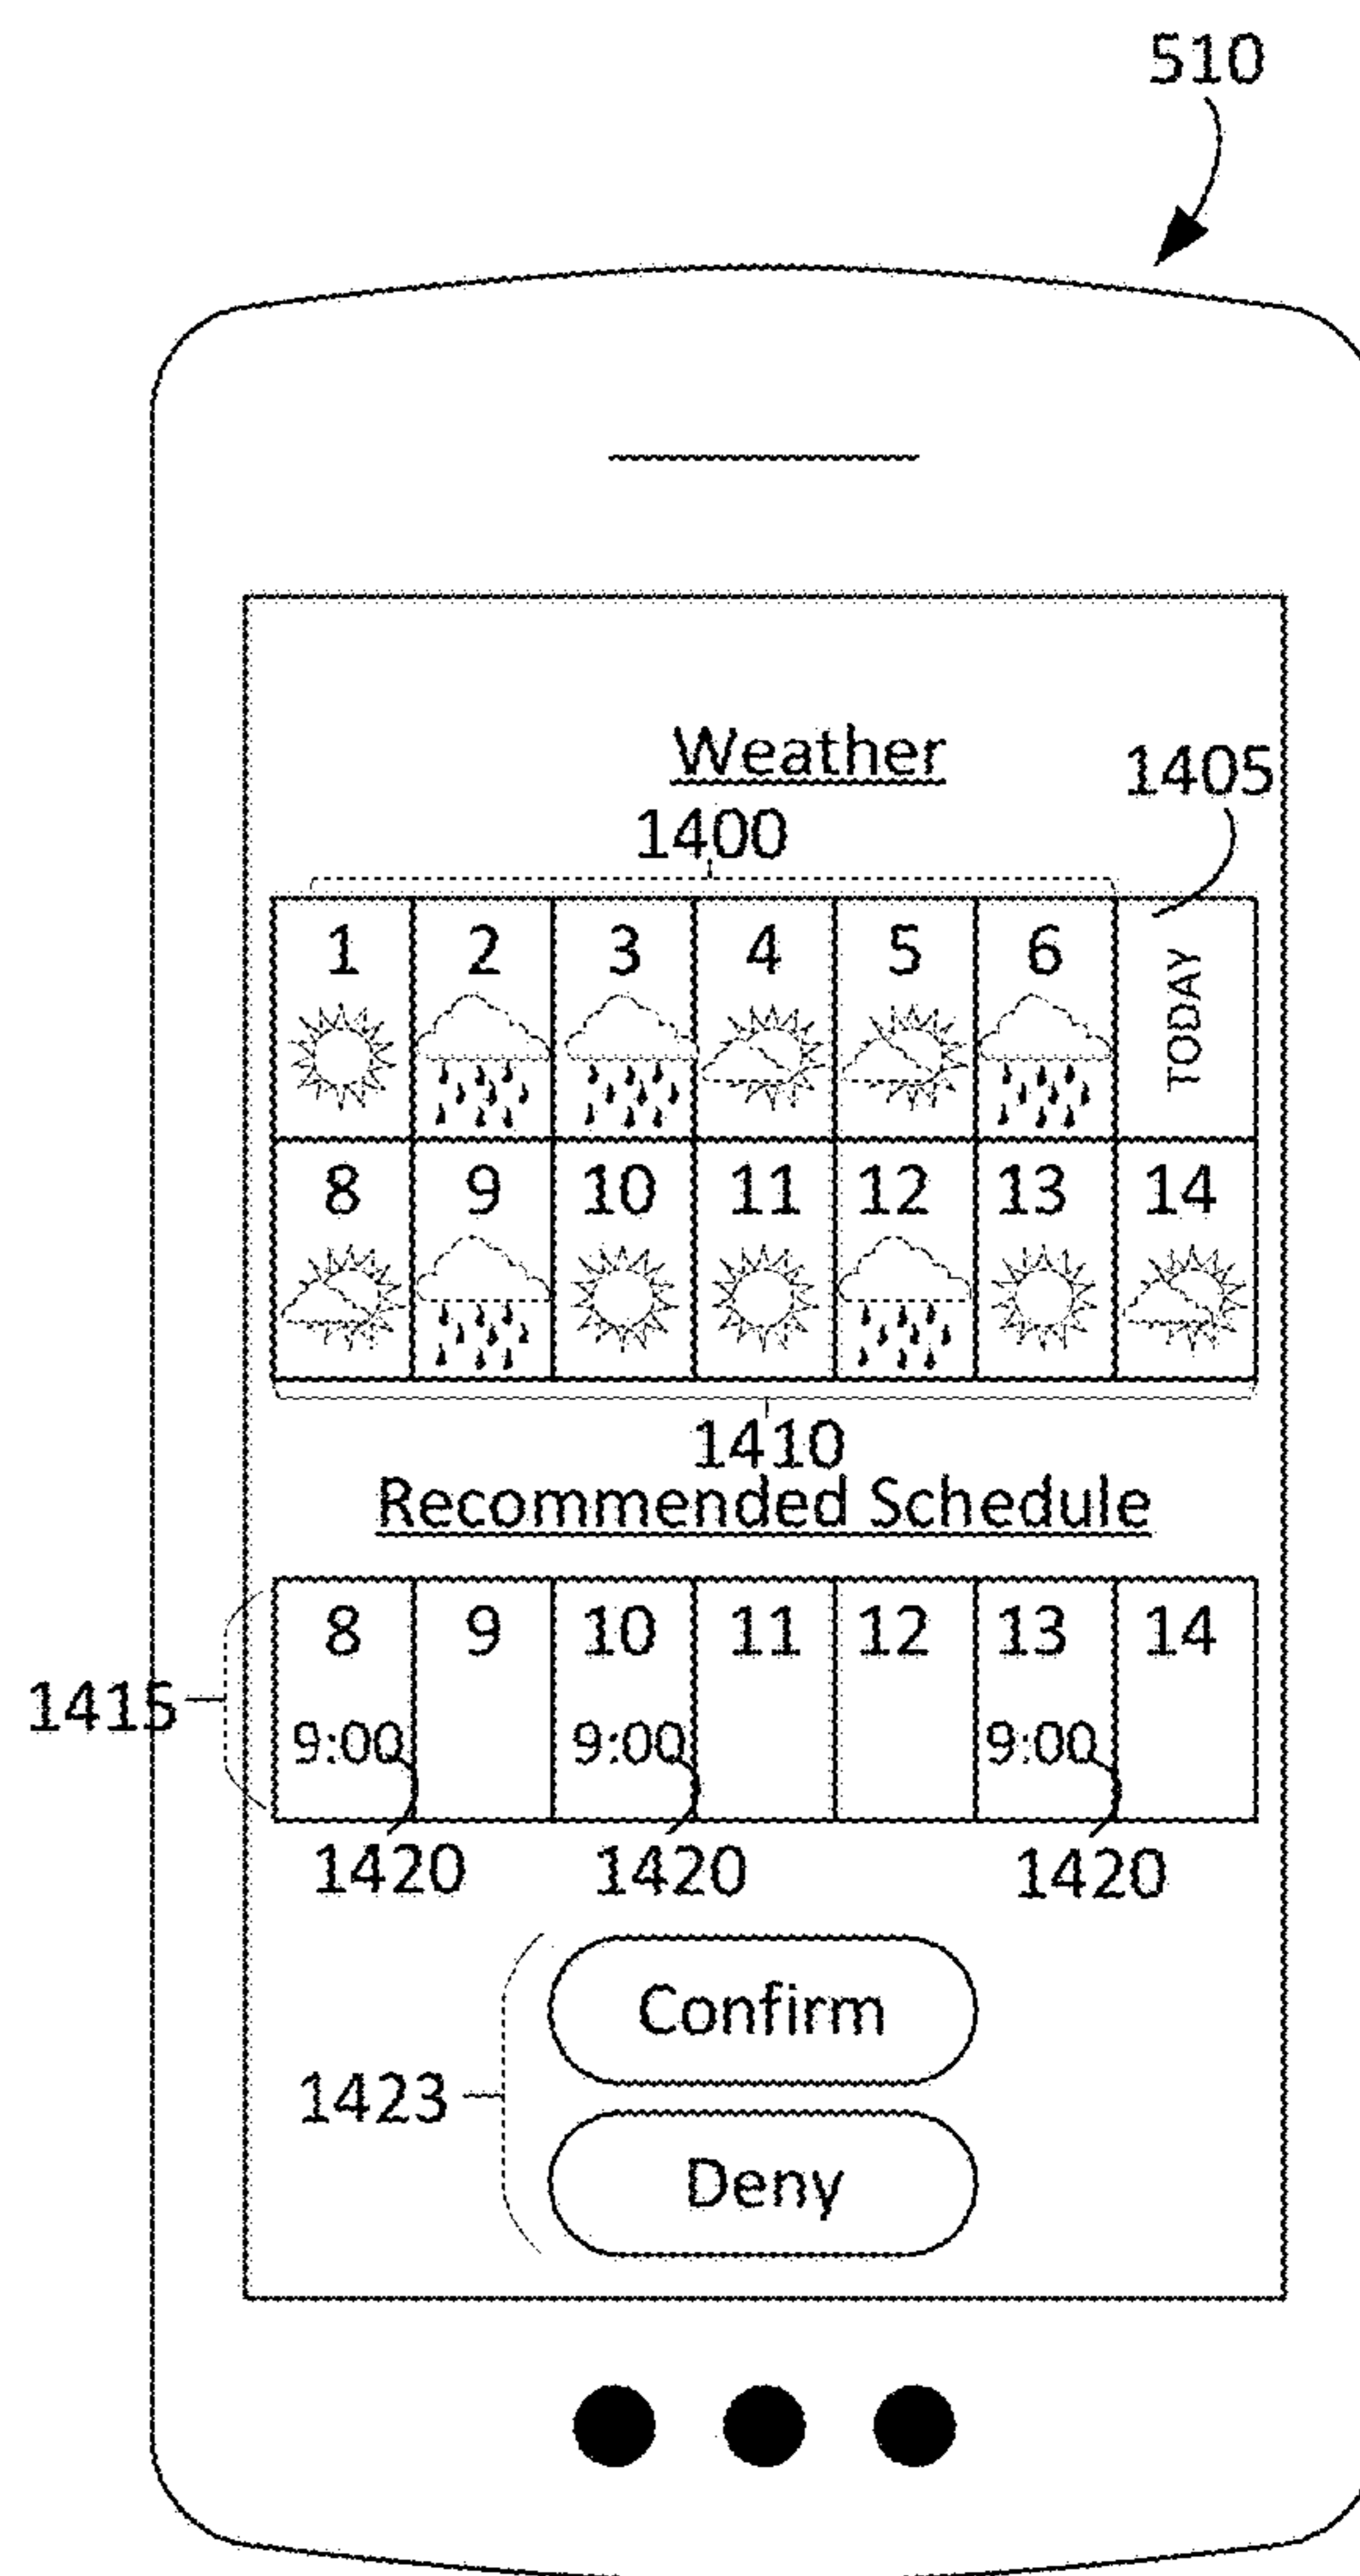 510
Weather
1405
1400
1 2 3 4 5 6 TODAY
8 9 10 11 12 13 14
1410
Recommended Schedule
8 9 10 11 12 13 14
1415
9:00 9:00 9:00
1420 1420 1420
Confirm
1423
Deny